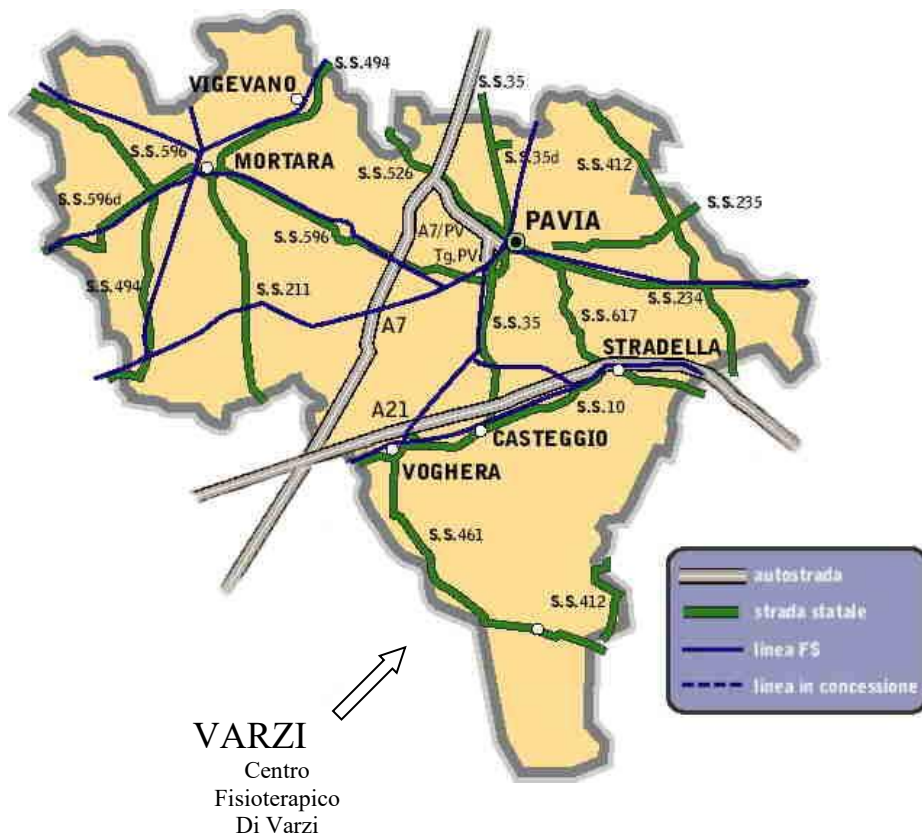 S.S.494
S.S.35
VIGEVANO
S.S.596
MORTARA
S.S.526
S.S.35d
S.S.412
S.S.596d
S.S.235
A7/PV
PAVIA
S.S.596
Tg.PV
S.S.494
S.S.211
S.S.234
A7
S.S.35
S.S.617
STRADELLA
A21
S.S.10
CASTEGGIO
VOGHERA
S.S.461
S.S.412
autostrada
strada statale
linea FS
linea in concessione
VARZI
Centro
Fisioterapico
Di Varzi